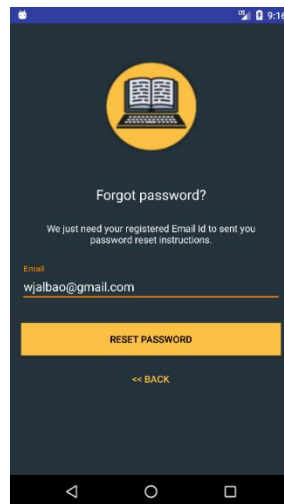 LTE 9:16
Forgot password?
We just need your registered Email Id to sent you
password reset instructions.
Email
wjalbao@gmail.com
RESET PASSWORD
<< BACK